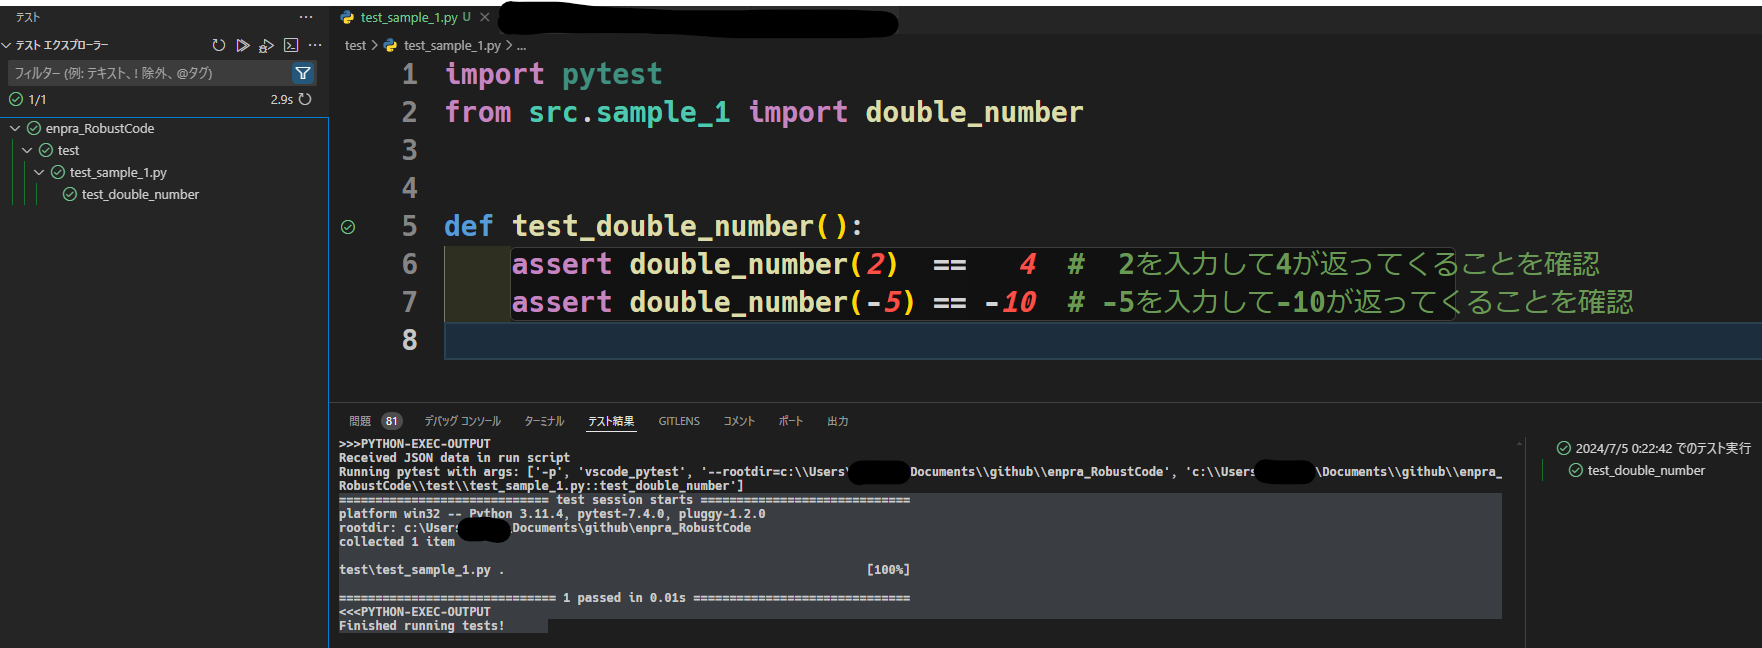 テスト
テスト エクスプローラー
フィルター (例: テキスト、! 除外、@タグ)
1/1
2.9s
enpra_RobustCode
test
test_sample_1.py
test_double_number
test_sample_1.py U
test > test_sample_1.py > ...
1 import pytest
2 from src.sample_1 import double_number
3
4
5 def test_double_number():
6 assert double_number(2) == 4 # 2を入力して4が返ってくることを確認
7 assert double_number(-5) == -10 # -5を入力して-10が返ってくることを確認
8
問題 81 デバッグ コンソール ターミナル テスト結果 GITLENS コメント ポート 出力
>>>PYTHON-EXEC-OUTPUT
Received JSON data in run script
Running pytest with args: ['-p', 'vscode_pytest', '--rootdir=c:\\Users\ Documents\\github\\enpra_RobustCode', 'c:\\Users \Documents\\github\\enpra_
RobustCode\\test\\test_sample_1.py::test_double_number']
============================= test session starts =============================
platform win32 -- Python 3.11.4, pytest-7.4.0, pluggy-1.2.0
rootdir: c:\Users Documents\github\enpra_RobustCode
collected 1 item
test\test_sample_1.py . [100%]
============================== 1 passed in 0.01s ==============================
<<<PYTHON-EXEC-OUTPUT
Finished running tests!
2024/7/5 0:22:42 でのテスト実行
test_double_number